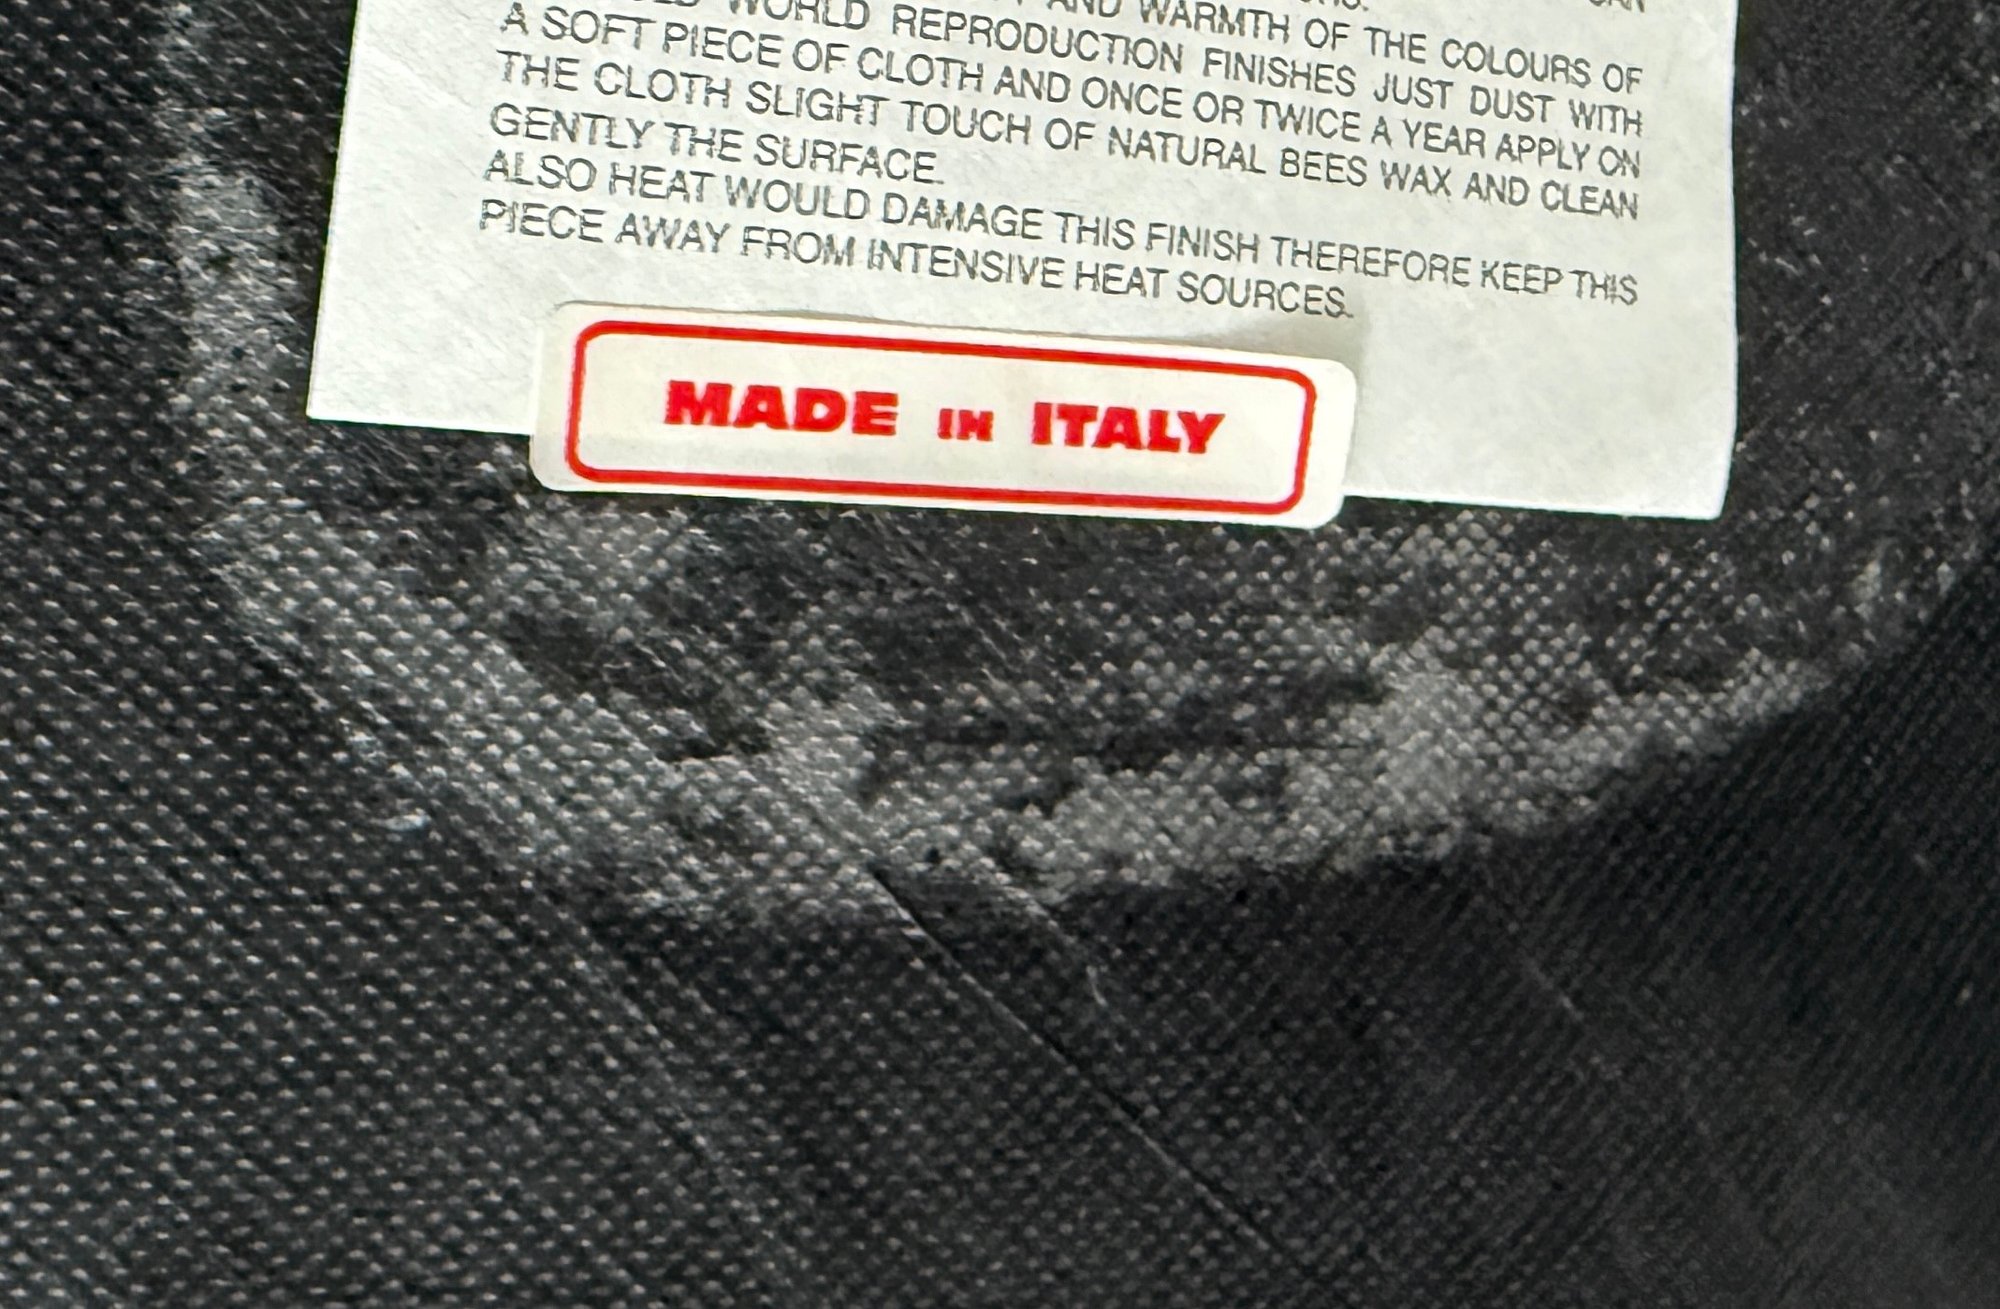 AND WARMTH OF THE COLOURS OF
WORLD REPRODUCTION FINISHES JUST DUST WITH
A SOFT PIECE OF CLOTH AND ONCE OR TWICE A YEAR APPLY ON
THE CLOTH SLIGHT TOUCH OF NATURAL BEES WAX AND CLEAN
GENTLY THE SURFACE.
ALSO HEAT WOULD DAMAGE THIS FINISH THEREFORE KEEP THIS
PIECE AWAY FROM INTENSIVE HEAT SOURCES.
MADE IN ITALY